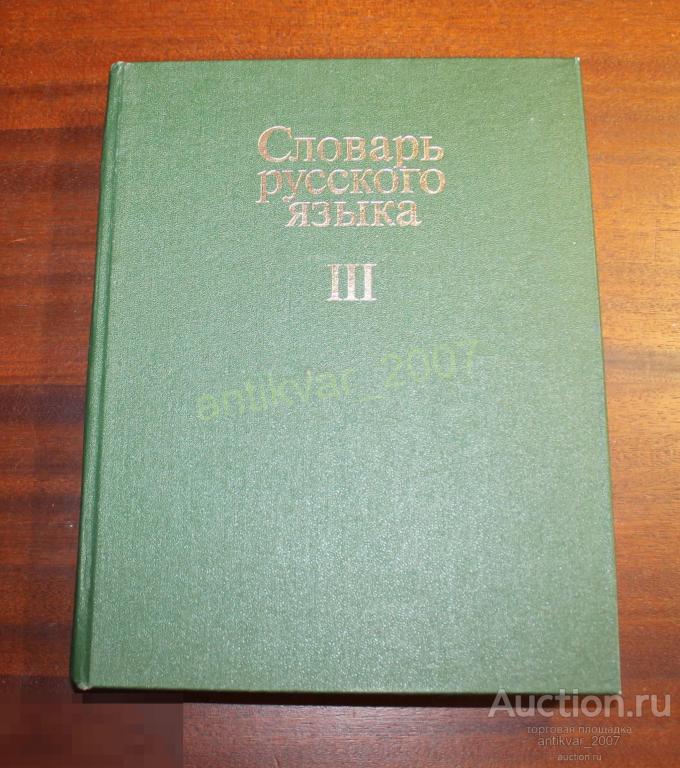 Словарь
русского
языка
III
antikvar_2007
Auction.ru
торговая площадка
antikvar_2007
auction.ru